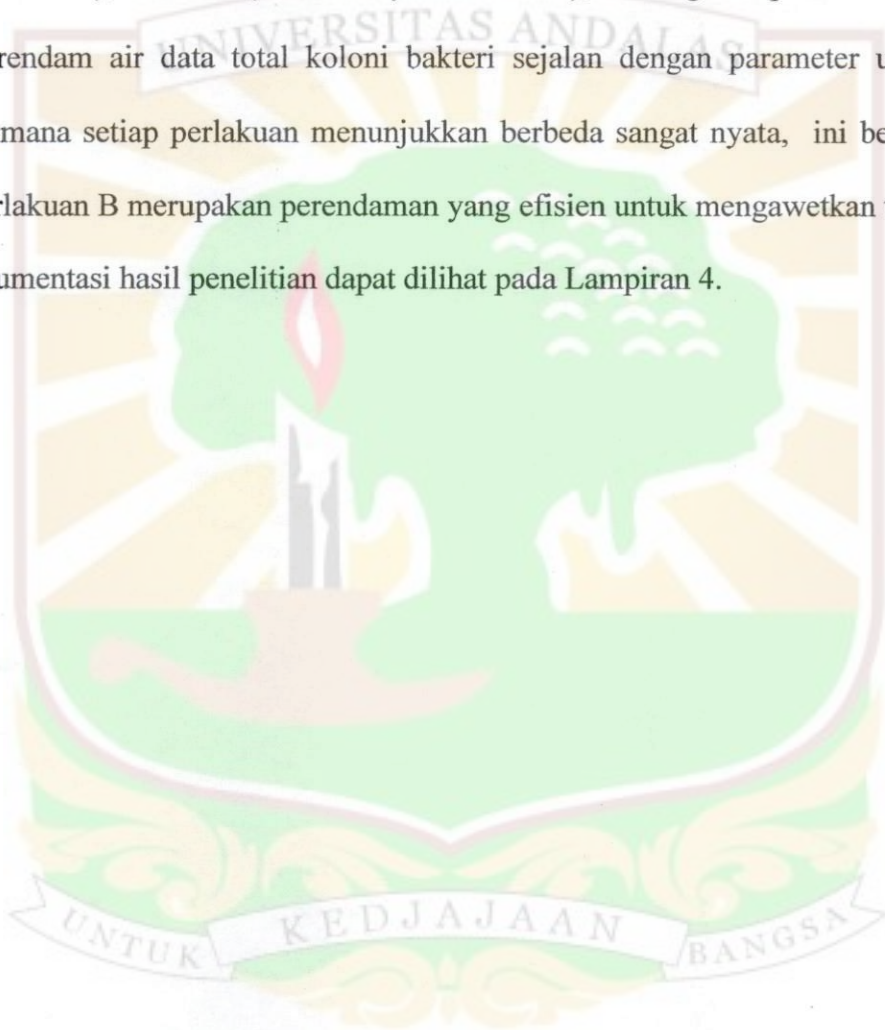 UNIVERSITAS ANDALAS
rendam air data total koloni bakteri sejalan dengan parameter u
mana setiap perlakuan menunjukkan berbeda sangat nyata, ini be
rlakuan B merupakan perendaman yang efisien untuk mengawetkan
umentasi hasil penelitian dapat dilihat pada Lampiran 4.
UNTUK KEDJAJAAN BANGSA